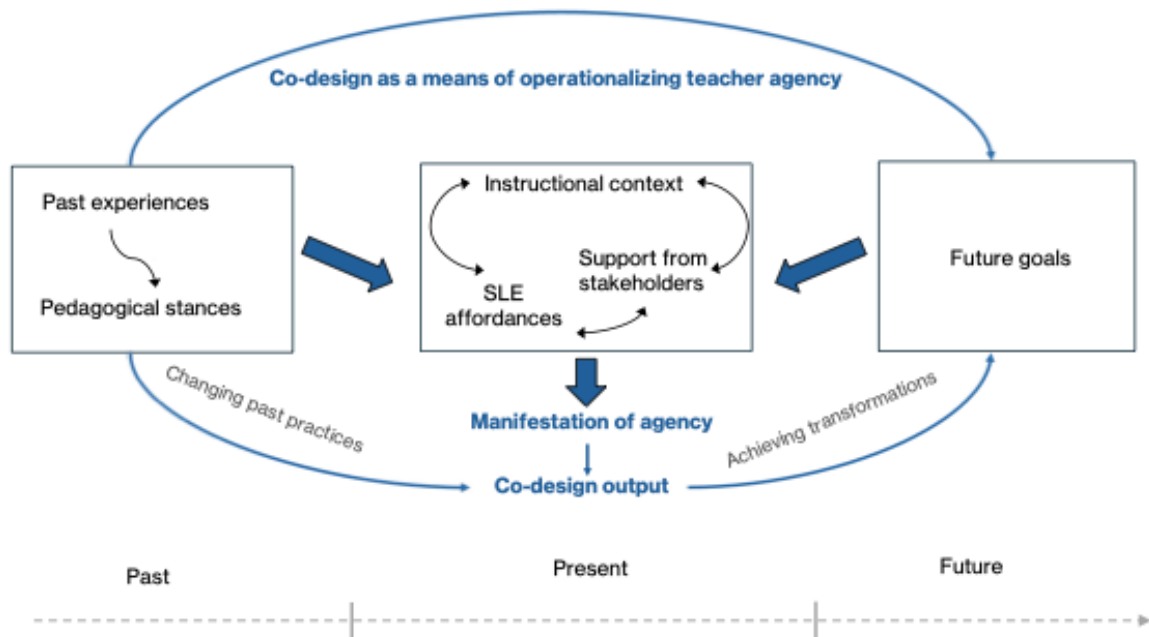 Co-design as a means of operationalizing teacher agency
Past experiences
Pedagogical stances
Instructional context
Support from
stakeholders
SLE
affordances
Future goals
Changing past practices
Manifestation of agency
Achieving transformations
Co-design output
Past
Present
Future